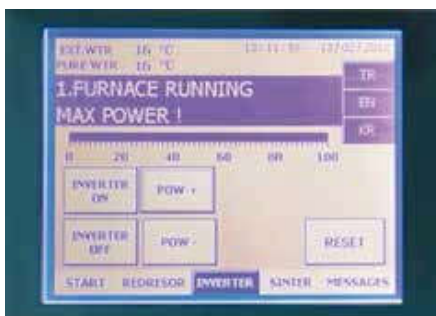 EXT.WTR 16 °C
PURE WTR 16 °C
TR
1.FURNACE RUNNING
EN
MAX POWER !
KR
0 20 40 60 80 100
INVERTER
ON
POW +
INVERTER
OFF
POW -
RESET
START REDRESOR INVERTER SINTER MESSAGES